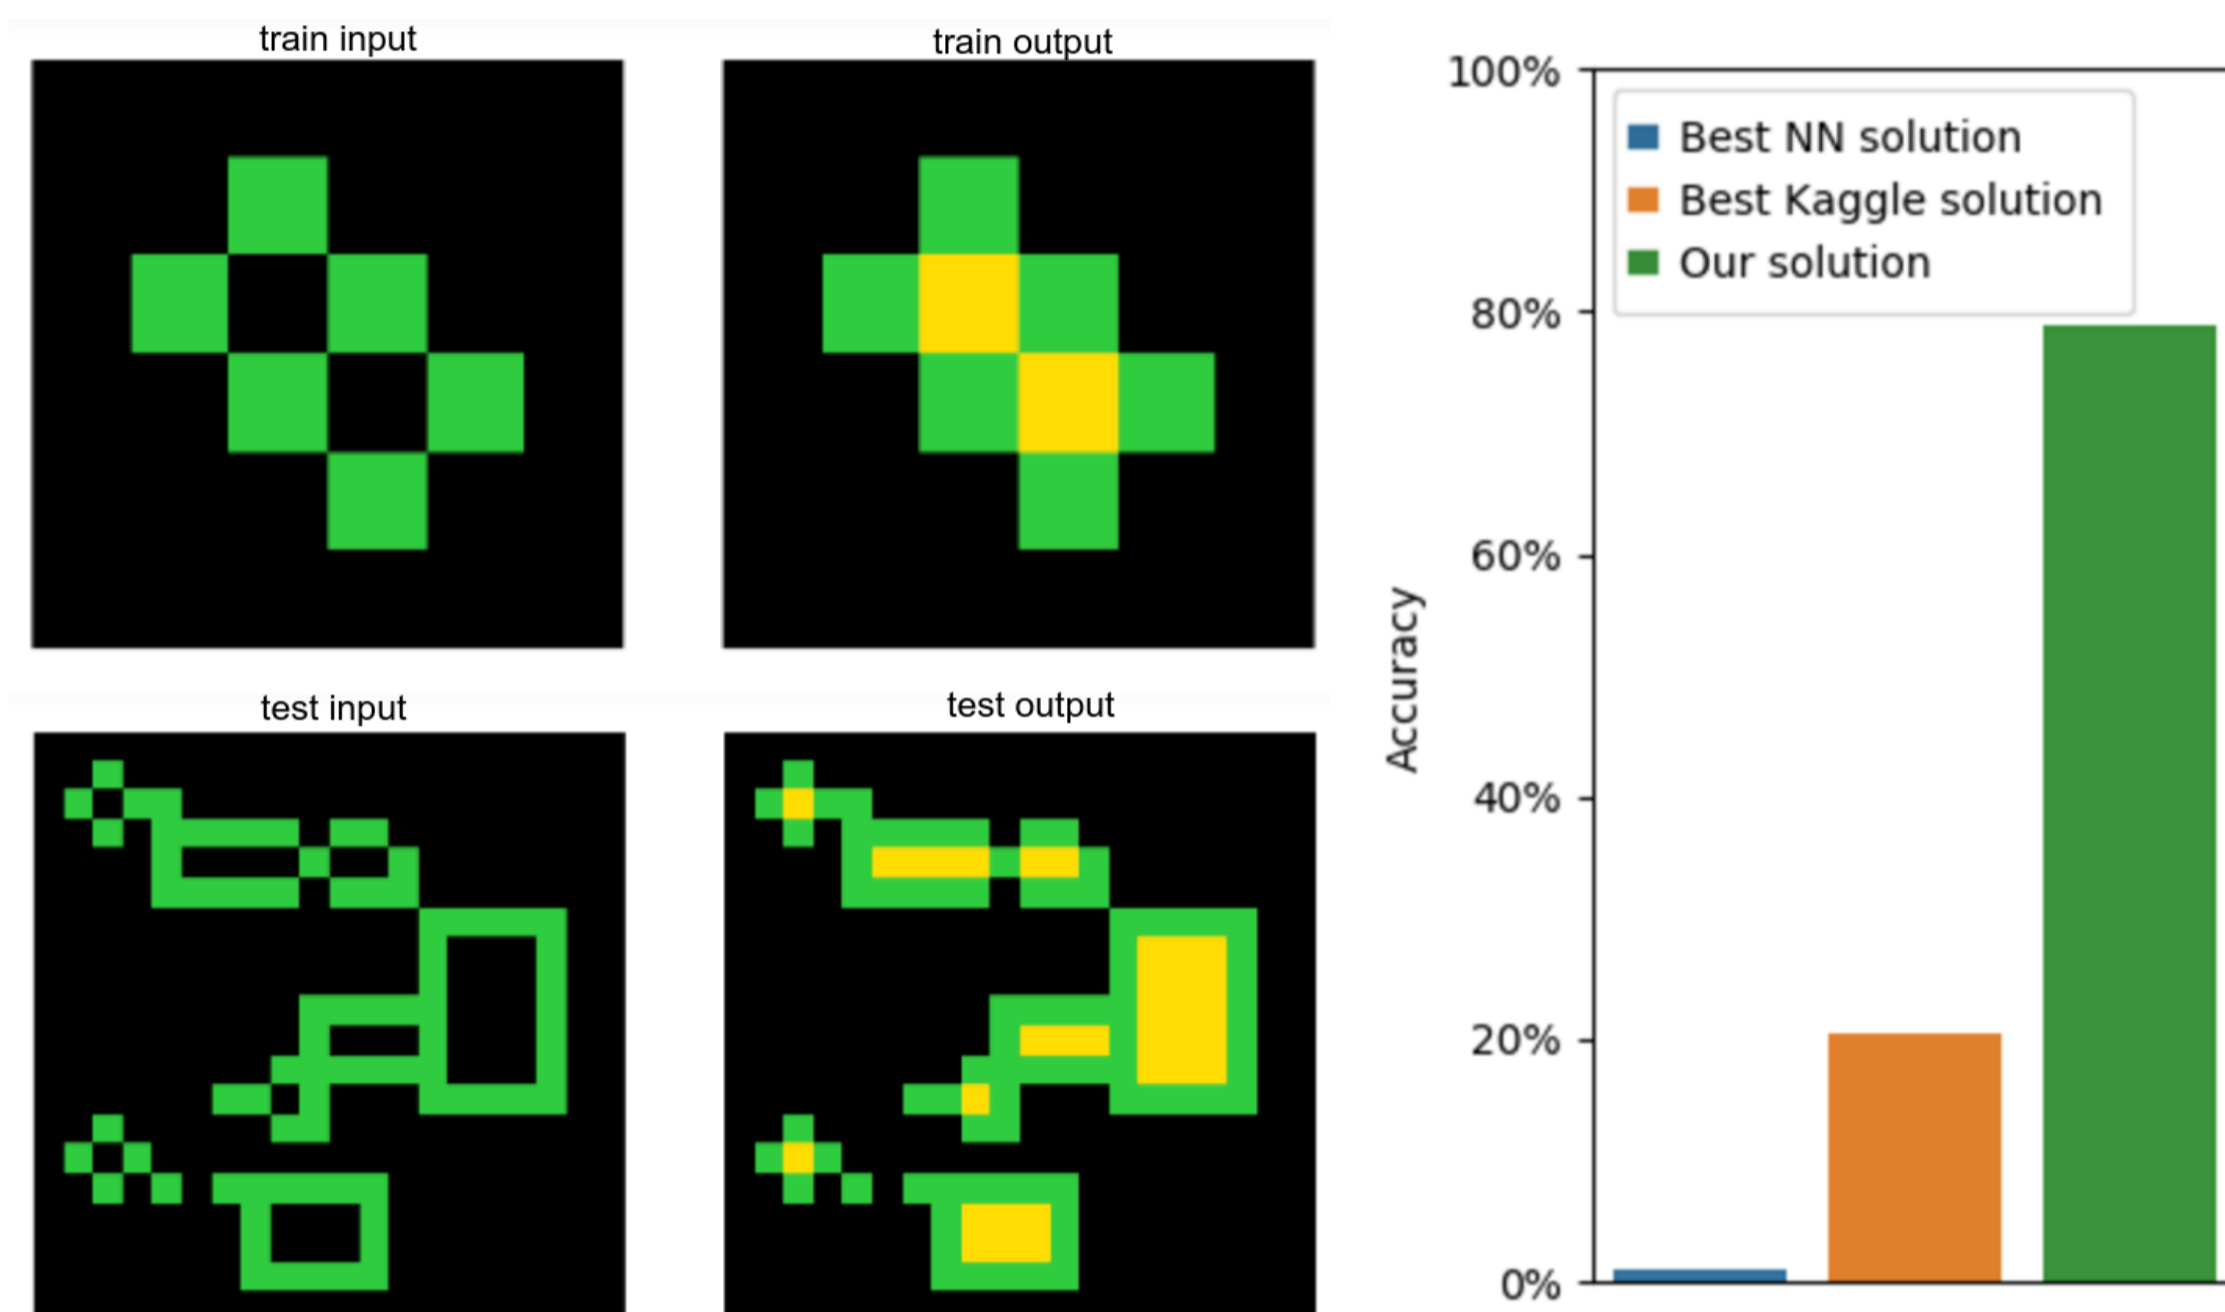 train input
train output
test input
test output
100%
80%
60%
40%
20%
0%
Accuracy
Best NN solution
Best Kaggle solution
Our solution